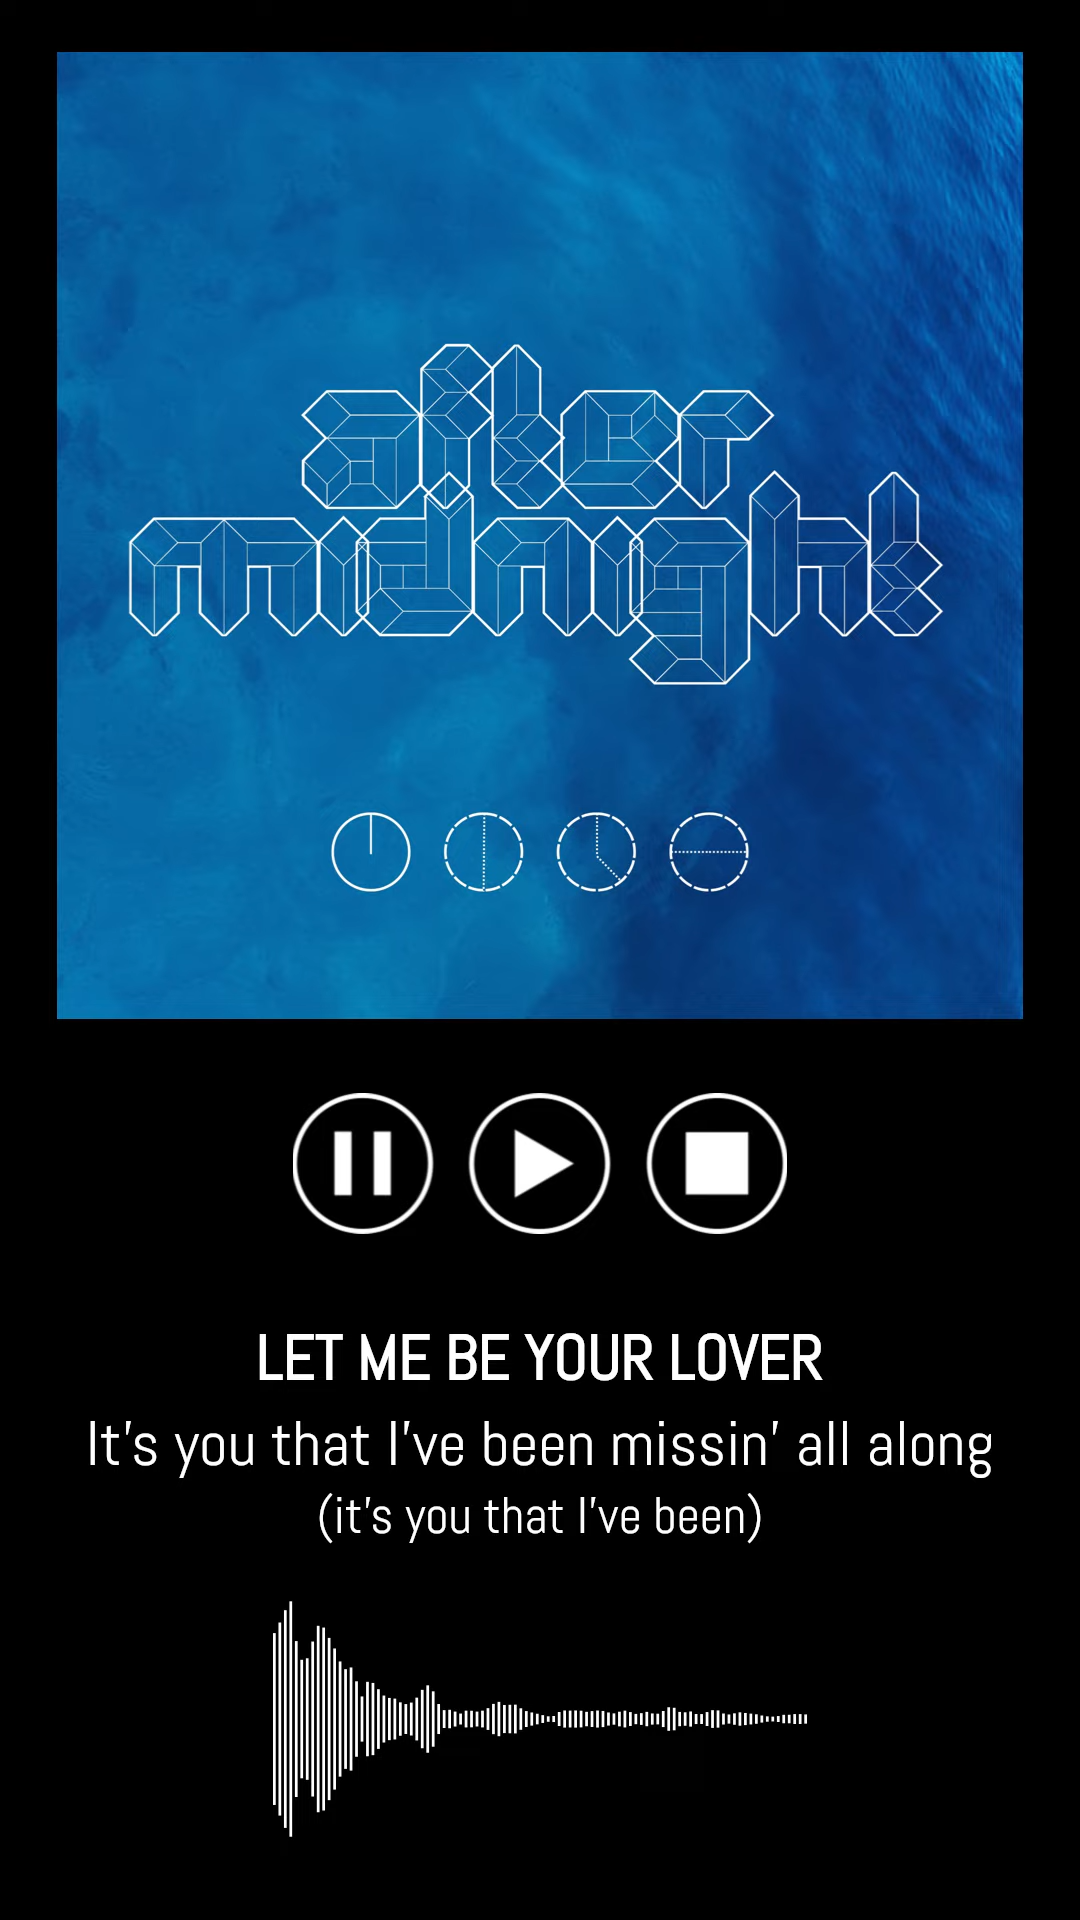 after
midnight
LET ME BE YOUR LOVER
It's you that I've been missin' all along
(it's you that I've been)